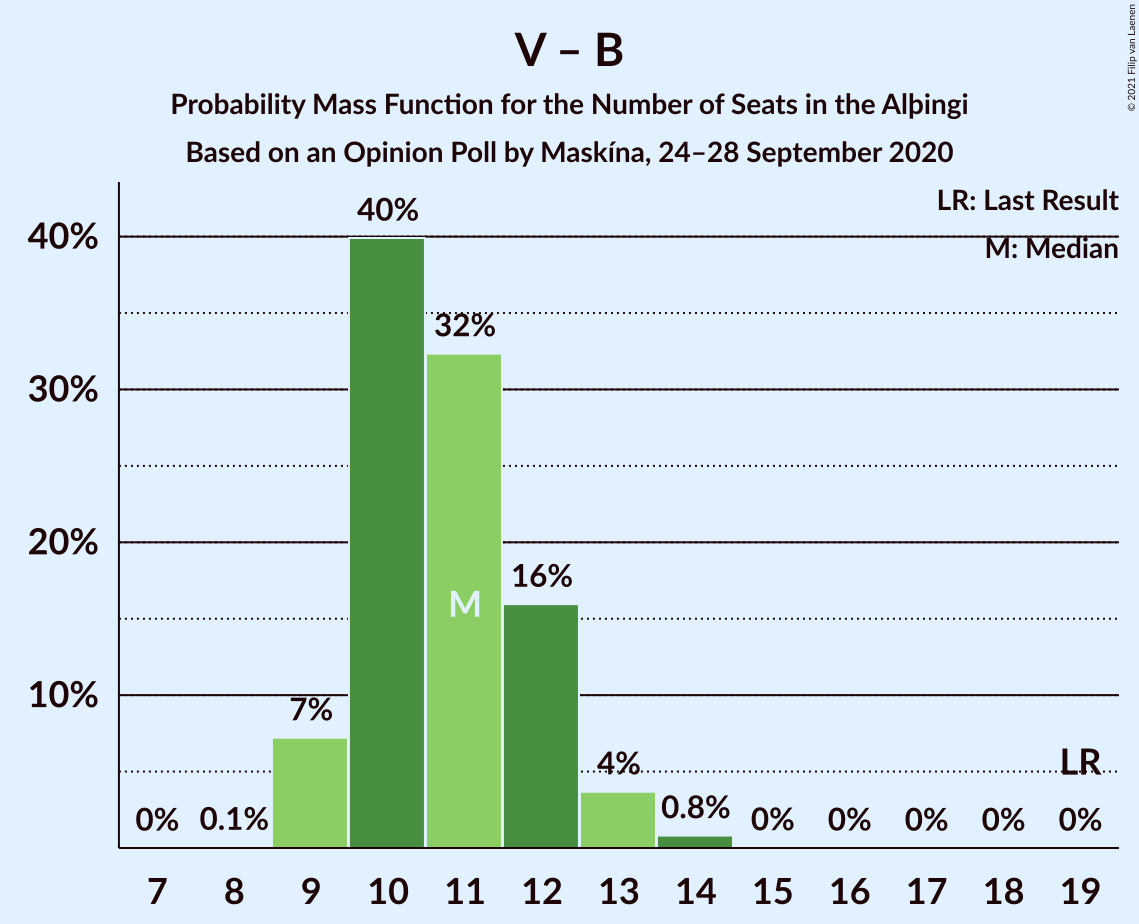 V – B
Probability Mass Function for the Number of Seats in the Alþingi
Based on an Opinion Poll by Maskína, 24–28 September 2020
© 2021 Filip van Laenen
LR: Last Result
M: Median
40%
30%
20%
10%
0%
0.1%
7%
40%
32%
16%
4%
0.8%
0%
0%
0%
0%
0%
M
LR
7 8 9 10 11 12 13 14 15 16 17 18 19